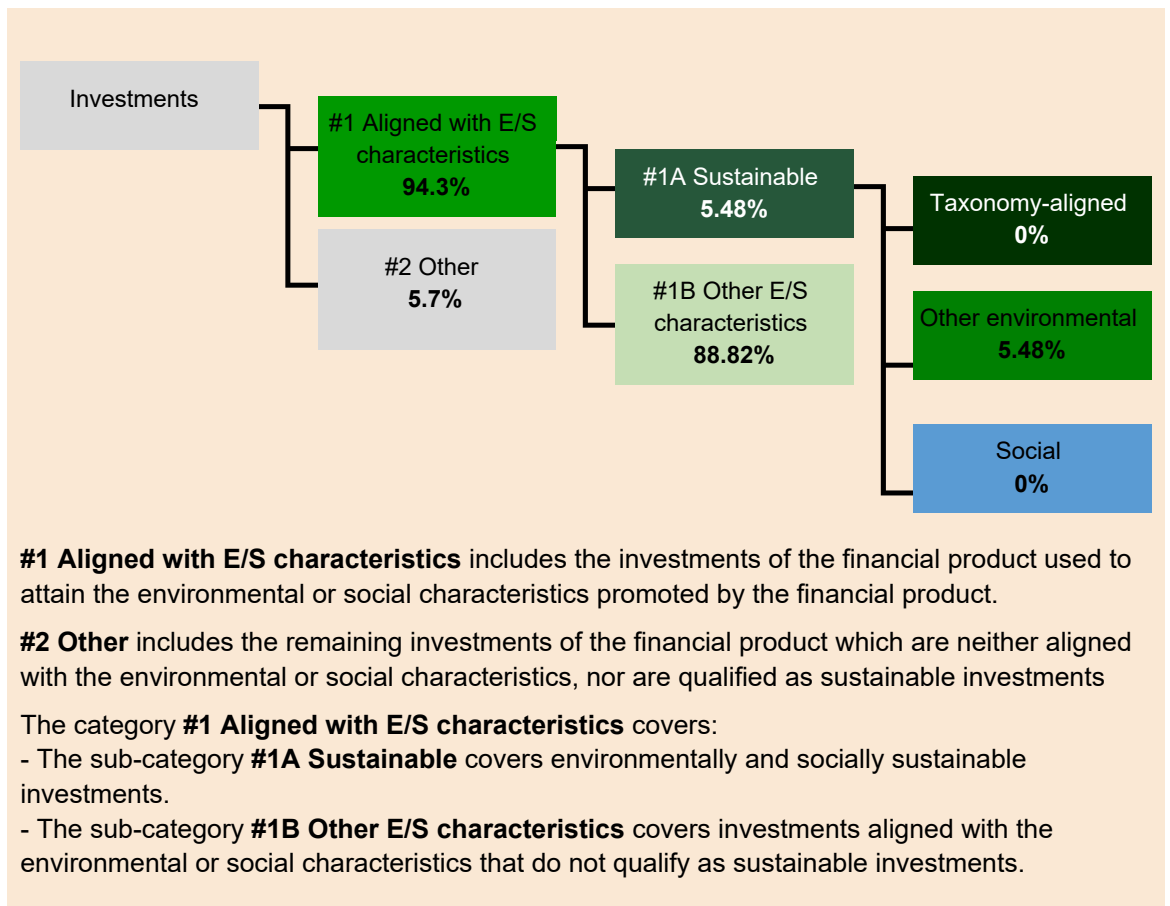 Investments
#1 Aligned with E/S
characteristics
94.3%
#2 Other
5.7%
#1A Sustainable
5.48%
#1B Other E/S
characteristics
88.82%
Taxonomy-aligned
0%
Other environmental
5.48%
Social
0%
#1 Aligned with E/S characteristics includes the investments of the financial product used to
attain the environmental or social characteristics promoted by the financial product.
#2 Other includes the remaining investments of the financial product which are neither aligned
with the environmental or social characteristics, nor are qualified as sustainable investments
The category #1 Aligned with E/S characteristics covers:
- The sub-category #1A Sustainable covers environmentally and socially sustainable
investments.
- The sub-category #1B Other E/S characteristics covers investments aligned with the
environmental or social characteristics that do not qualify as sustainable investments.